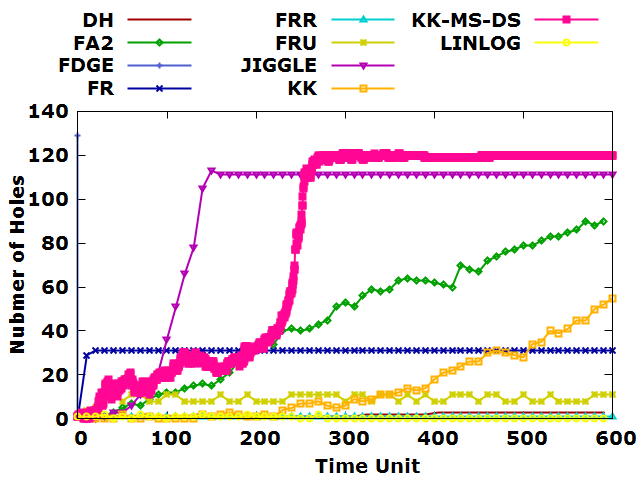 DH FRR KK-MS-DS
FA2 FRU LINLOG
FDGE JIGGLE
FR KK
140
120
100
80
60
40
20
0
0 100 200 300 400 500 600
Nubmer of Holes
Time Unit